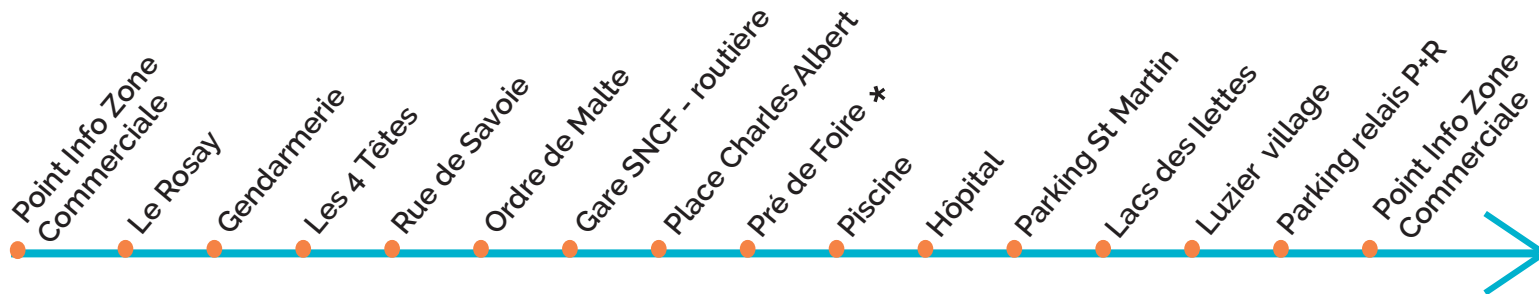 Point Info Zone
Commerciale
Le Rosay
Gendarmerie
Les 4 Têtes
Rue de Savoie
Ordre de Malte
Gare SNCF - routière
Place Charles Albert
Pré de Foire *
Piscine
Hôpital
Parking St Martin
Lacs des Ilettes
Luzier village
Parking relais P+R
Point Info Zone
Commerciale